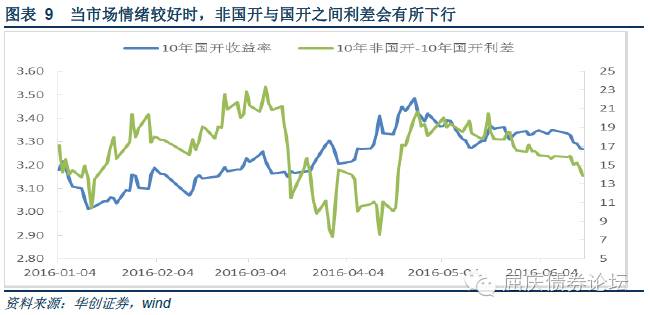 图表 9 当市场情绪较好时，非国开与国开之间利差会有所下行
10年国开收益率 10年非国开-10年国开利差
3.60 25
3.50 23
3.40 21
3.30 19
3.20 17
3.10 15
3.00 13
2.90 11
2.80 9
7
5
2016-01-04 2016-02-04 2016-03-04 2016-04-04 2016-05-04 2016-06-04
屈庆债券论坛
资料来源：华创证券，wind